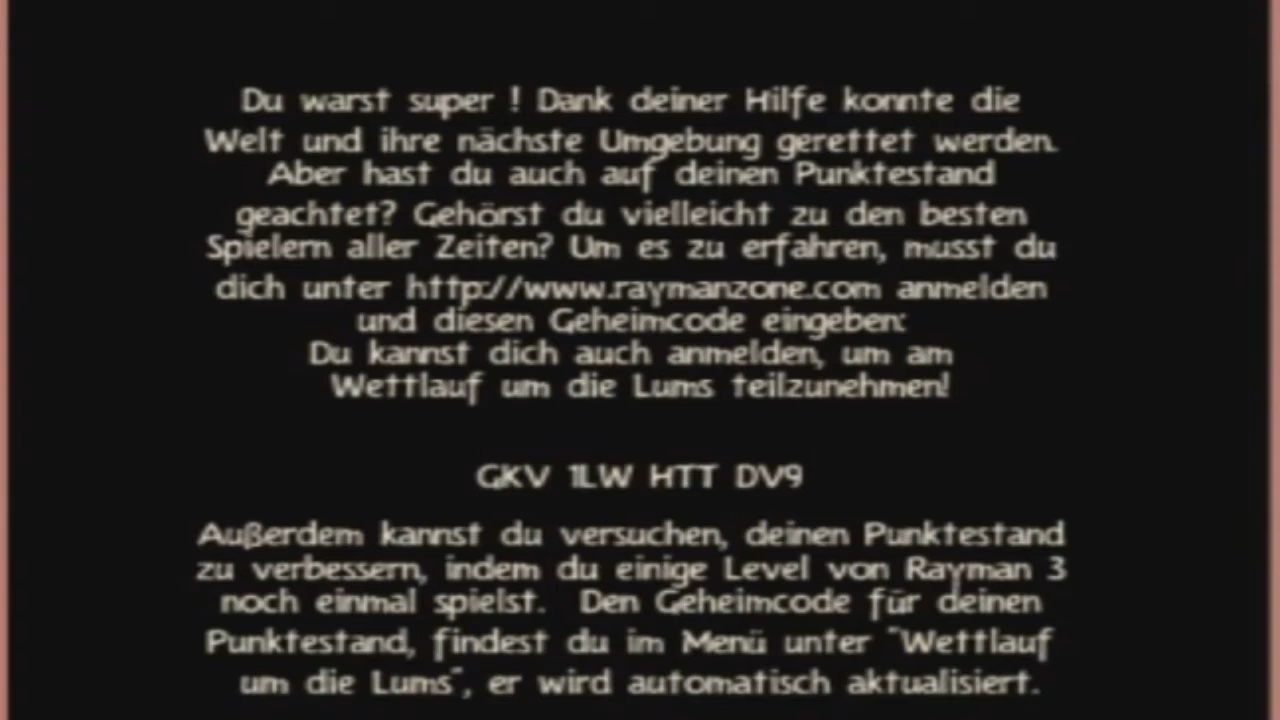 Du warst super ! Dank deiner Hilfe konnte die
Welt und ihre nächste Umgebung gerettet werden.
Aber hast du auch auf deinen Punktestand
geachtet? Gehörst du vielleicht zu den besten
Spielern aller Zeiten? Um es zu erfahren, musst du
dich unter http://www.raymanzone.com anmelden
und diesen Geheimcode eingeben:
Du kannst dich auch anmelden, um am
Wettlauf um die Lums teilzunehmen!
GKV 1LW HTT DV9
Außerdem kannst du versuchen, deinen Punktestand
zu verbessern, indem du einige Level von Rayman 3
noch einmal spielst. Den Geheimcode für deinen
Punktestand, findest du im Menü unter "Wettlauf
um die Lums", er wird automatisch aktualisiert.